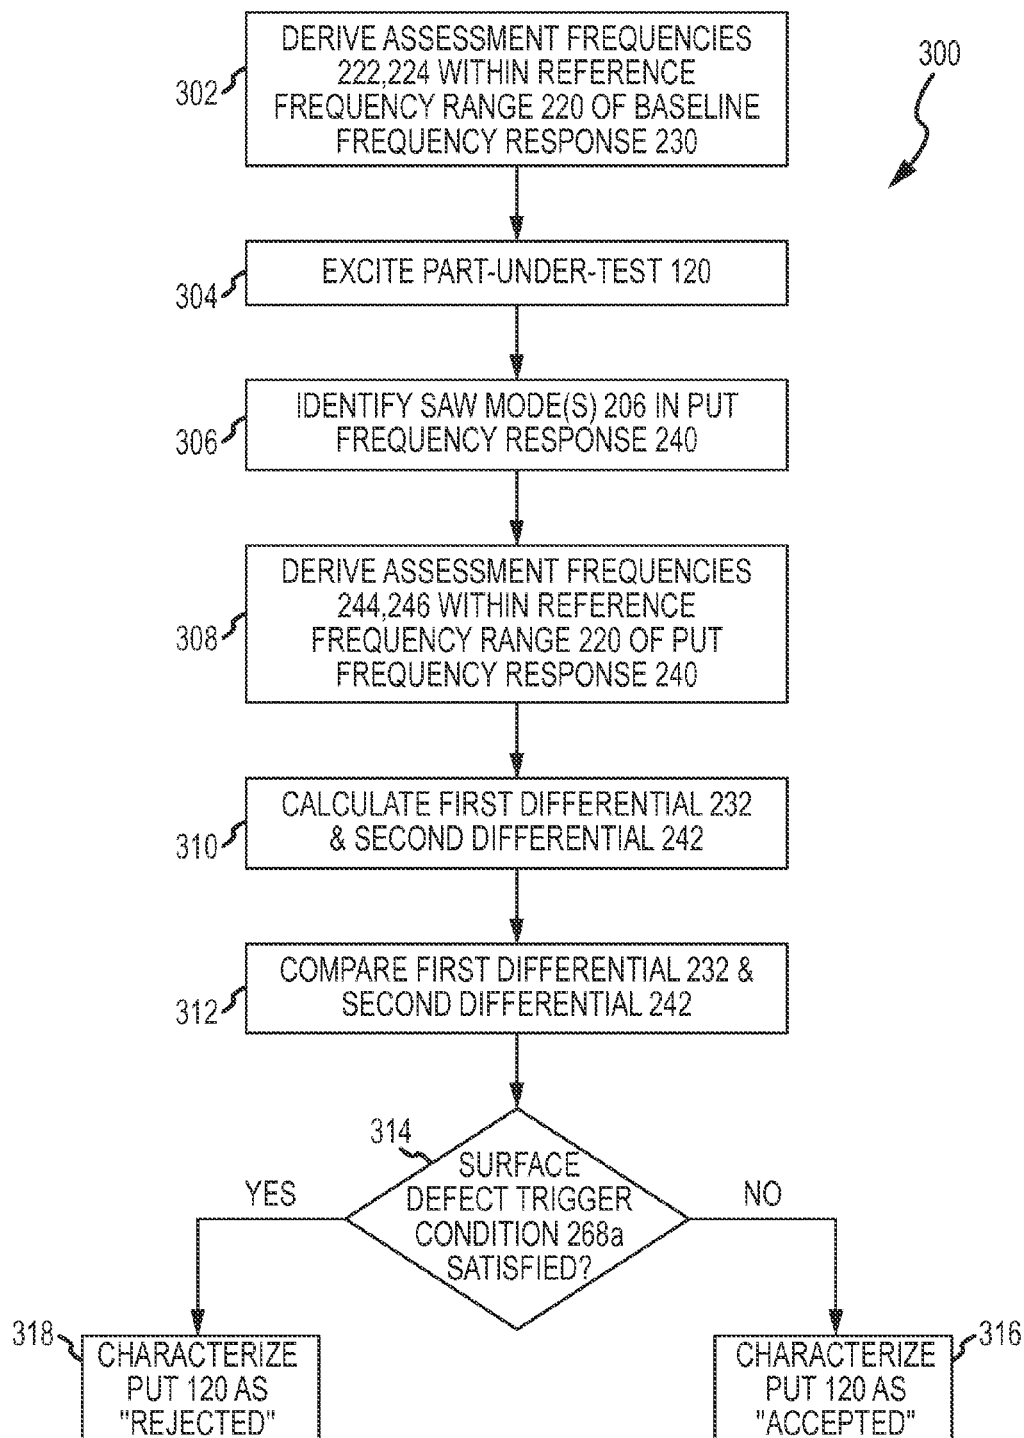 DERIVE ASSESSMENT FREQUENCIES
222,224 WITHIN REFERENCE
FREQUENCY RANGE 220 OF BASELINE
FREQUENCY RESPONSE 230
302
300
EXCITE PART-UNDER-TEST 120
304
IDENTIFY SAW MODE(S) 206 IN PUT
FREQUENCY RESPONSE 240
306
DERIVE ASSESSMENT FREQUENCIES
244,246 WITHIN REFERENCE
FREQUENCY RANGE 220 OF PUT
FREQUENCY RESPONSE 240
308
CALCULATE FIRST DIFFERENTIAL 232
& SECOND DIFFERENTIAL 242
310
COMPARE FIRST DIFFERENTIAL 232 &
SECOND DIFFERENTIAL 242
312
314
SURFACE
DEFECT TRIGGER
CONDITION 268a
SATISFIED?
YES
NO
318
CHARACTERIZE
PUT 120 AS
"REJECTED"
316
CHARACTERIZE
PUT 120 AS
"ACCEPTED"